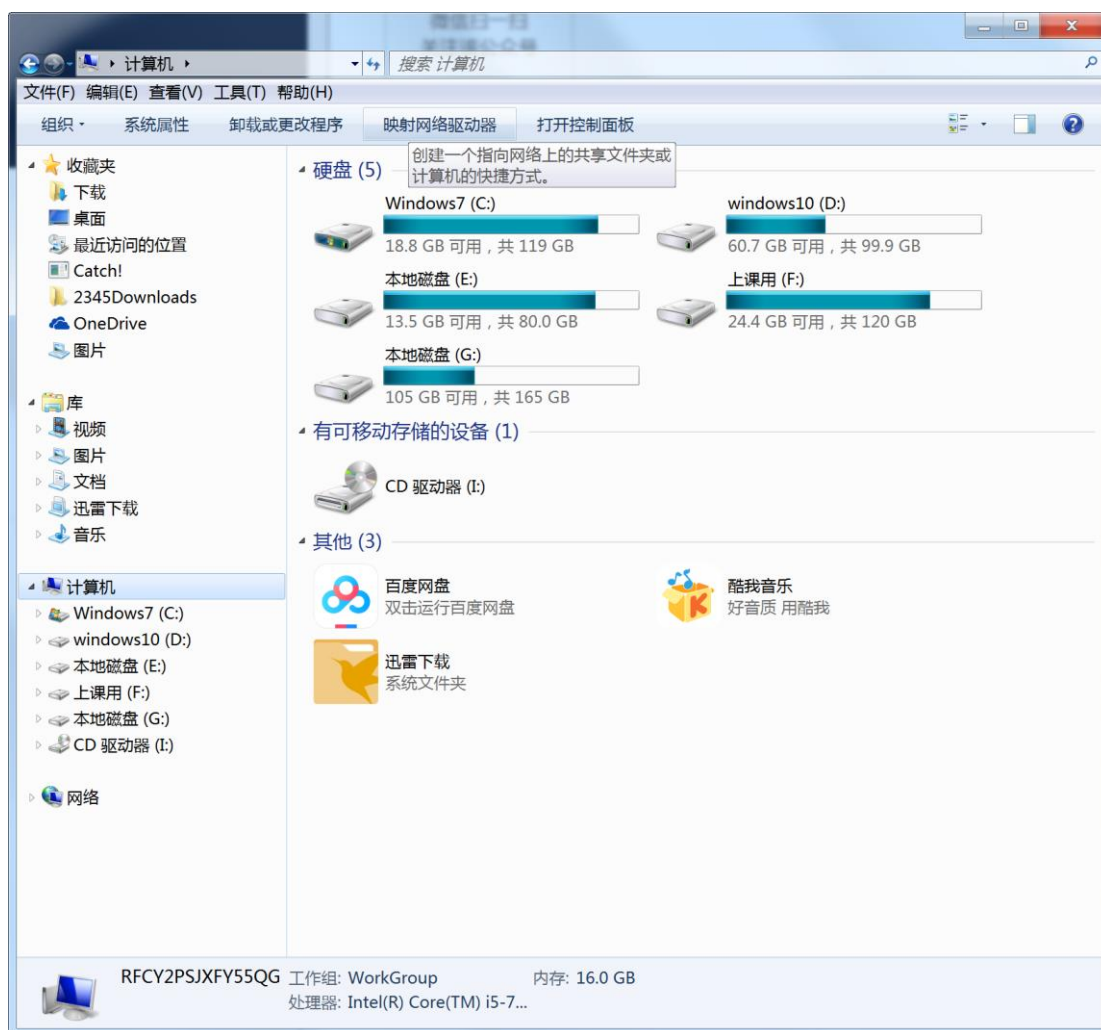 微信扫一扫
计算机
搜索 计算机
文件(F) 编辑(E) 查看(V) 工具(T) 帮助(H)
组织 系统属性 卸载或更改程序 映射网络驱动器 打开控制面板
创建一个指向网络上的共享文件夹或
计算机的快捷方式。
收藏夹
下载
桌面
最近访问的位置
Catch!
2345Downloads
OneDrive
图片
库
视频
图片
文档
迅雷下载
音乐
计算机
Windows7 (C:)
windows10 (D:)
本地磁盘 (E:)
上课用 (F:)
本地磁盘 (G:)
CD 驱动器 (I:)
网络
硬盘 (5)
Windows7 (C:)
18.8 GB 可用，共 119 GB
windows10 (D:)
60.7 GB 可用，共 99.9 GB
本地磁盘 (E:)
13.5 GB 可用，共 80.0 GB
上课用 (F:)
24.4 GB 可用，共 120 GB
本地磁盘 (G:)
105 GB 可用，共 165 GB
有可移动存储的设备 (1)
CD 驱动器 (I:)
其他 (3)
百度网盘
双击运行百度网盘
酷我音乐
好音质 用酷我
迅雷下载
系统文件夹
RFCY2PSJXFY55QG 工作组: WorkGroup 内存: 16.0 GB
处理器: Intel(R) Core(TM) i5-7...